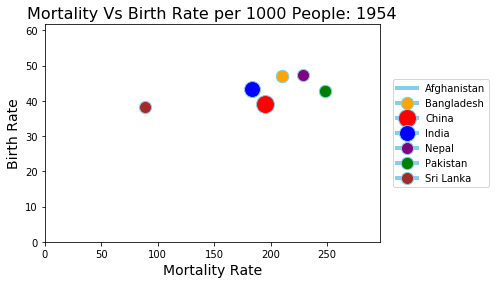 Mortality Vs Birth Rate per 1000 People: 1954
60
50
40
30
20
10
0
Birth Rate
0 50 100 150 200 250
Mortality Rate
Afghanistan
Bangladesh
China
India
Nepal
Pakistan
Sri Lanka